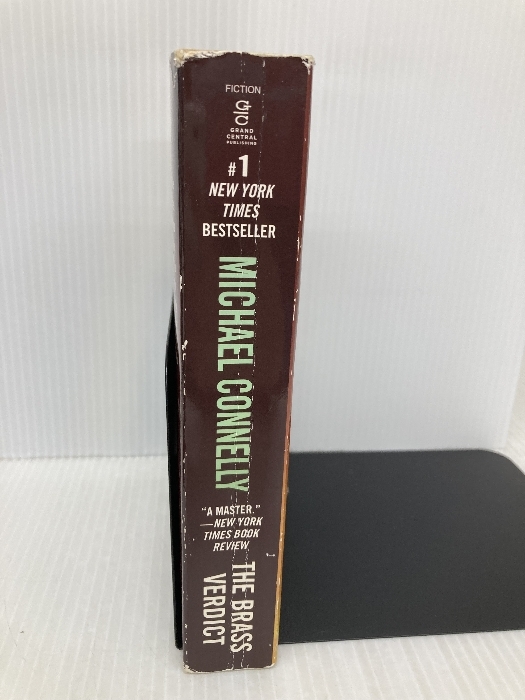 FICTION
GC
GRAND
CENTRAL
PUBLISHING
#1
NEW YORK
TIMES
BESTSELLER
MICHAEL CONNELLY
"A MASTER."
—NEW YORK
TIMES BOOK
REVIEW
THE BRASS
VERDICT